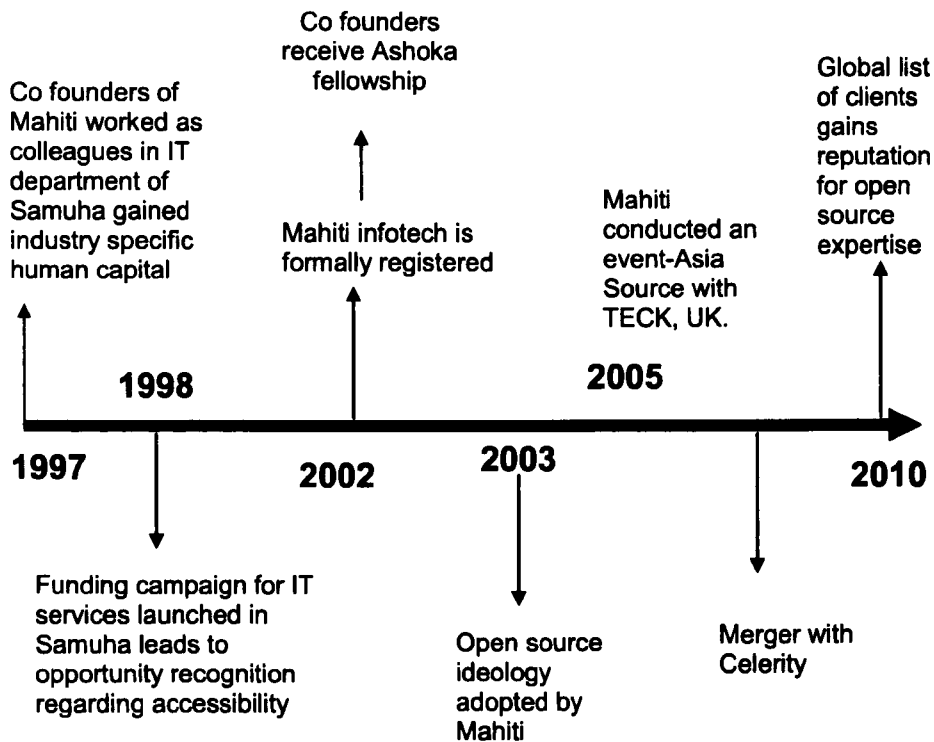 Co founders
receive Ashoka
fellowship
Co founders of
Mahiti worked as
colleagues in IT
department of
Samuha gained
industry specific
human capital
Mahiti infotech is
formally registered
Mahiti
conducted an
event-Asia
Source with
TECK, UK.
Global list
of clients
gains
reputation
for open
source
expertise
1998
2005
1997
2002
2003
2010
Funding campaign for IT
services launched in
Samuha leads to
opportunity recognition
regarding accessibility
Open source
ideology
adopted by
Mahiti
Merger with
Celerity